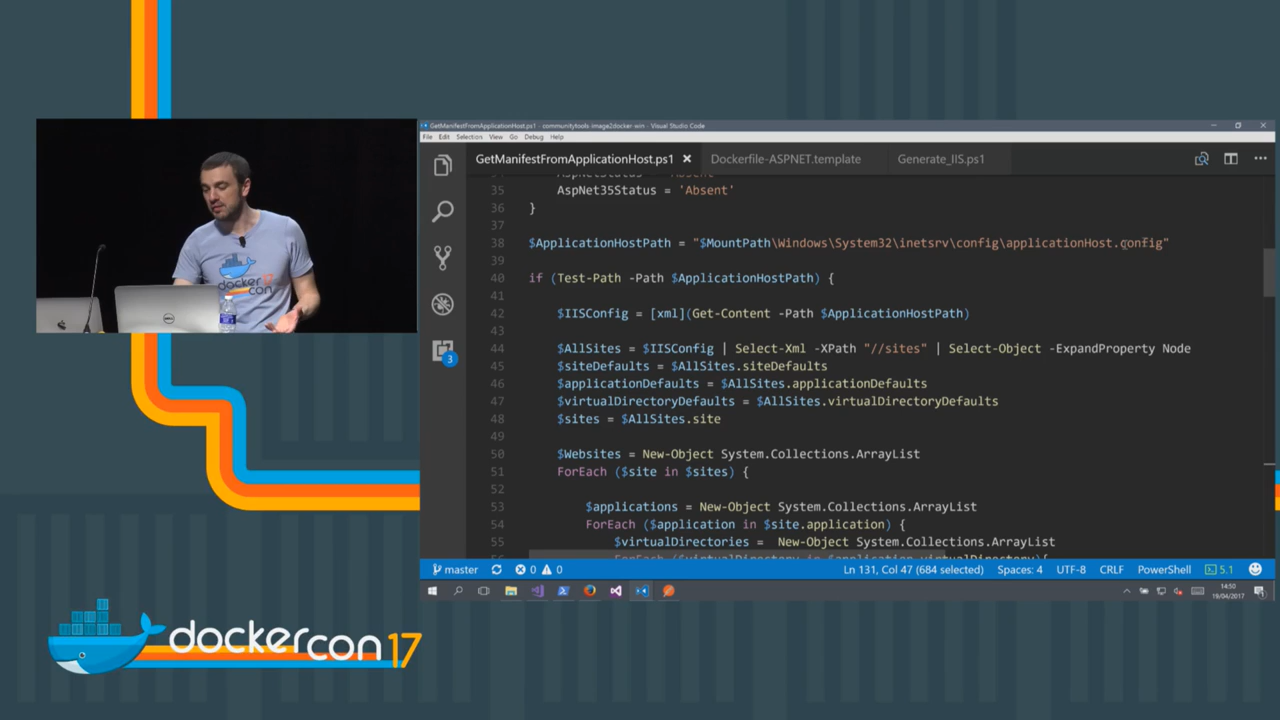 GetManifestFromApplicationHost.ps1 - communitytools-image2docker-win - Visual Studio Code
File Edit Selection View Go Debug Help
GetManifestFromApplicationHost.ps1
Dockerfile-ASPNET.template
Generate_IIS.ps1
35 AspNet35Status = 'Absent'
36 }
37
38 $ApplicationHostPath = "$MountPath\Windows\System32\inetsrv\config\applicationHost.config"
39
40 if (Test-Path -Path $ApplicationHostPath) {
41
42 $IISConfig = [xml](Get-Content -Path $ApplicationHostPath)
43
44 $AllSites = $IISConfig | Select-Xml -XPath "//sites" | Select-Object -ExpandProperty Node
45 $siteDefaults = $AllSites.siteDefaults
46 $applicationDefaults = $AllSites.applicationDefaults
47 $virtualDirectoryDefaults = $AllSites.virtualDirectoryDefaults
48 $sites = $AllSites.site
49
50 $Websites = New-Object System.Collections.ArrayList
51 ForEach ($site in $sites) {
52
53 $applications = New-Object System.Collections.ArrayList
54 ForEach ($application in $site.application) {
55 $virtualDirectories = New-Object System.Collections.ArrayList
3
master 0 0 Ln 131, Col 47 (684 selected) Spaces: 4 UTF-8 CRLF PowerShell 5.1
14:50
19/04/2017
docker
con
DELL
dockercon 17